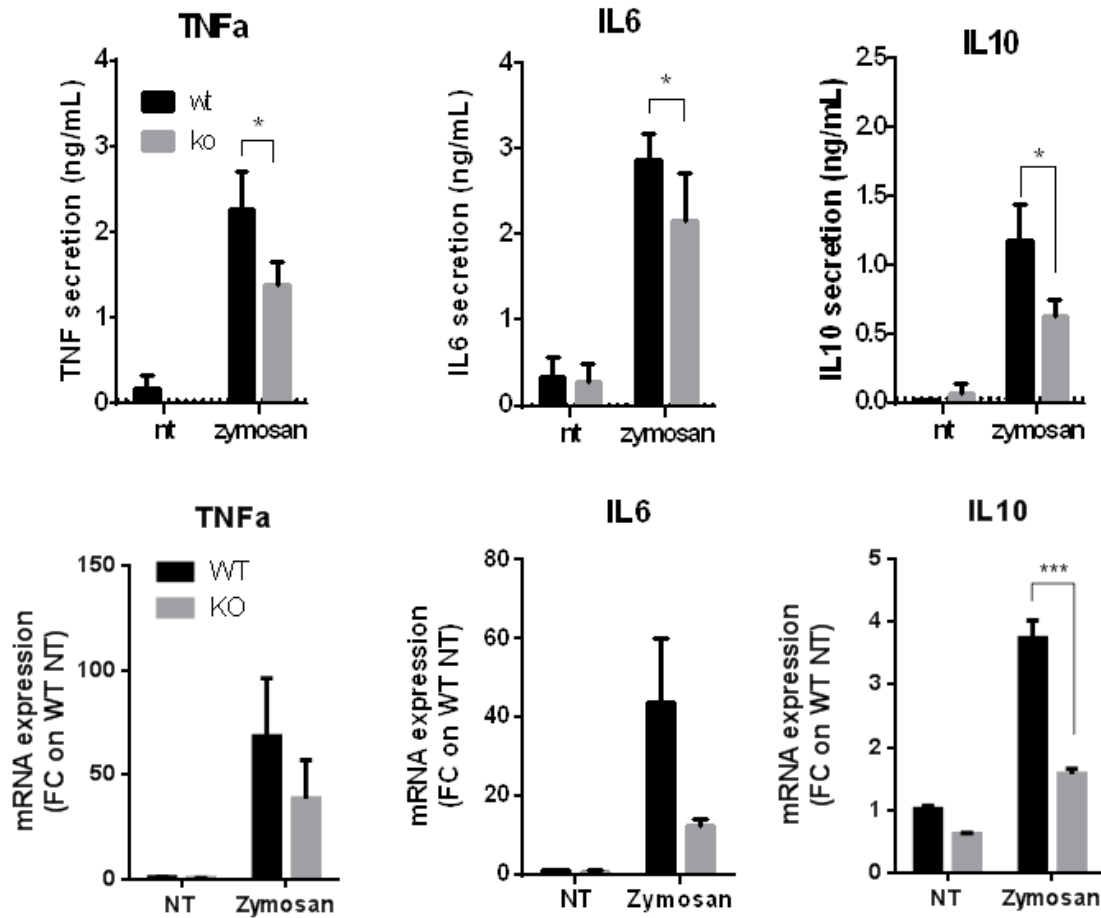 TNFa
TNF secretion (ng/mL)
4
3
2
1
0
wt
ko
*
nt
zymosan
IL6
IL6 secretion (ng/mL)
4
3
2
1
0
*
nt
zymosan
IL10
IL10 secretion (ng/mL)
2.5
2.0
1.5
1.0
0.5
0.0
*
nt
zymosan
TNFa
mRNA expression
(FC on WT NT)
150
100
50
0
WT
KO
NT
Zymosan
IL6
mRNA expression
(FC on WT NT)
80
60
40
20
0
NT
Zymosan
IL10
mRNA expression
(FC on WT NT)
5
4
3
2
1
0
***
NT
Zymosan